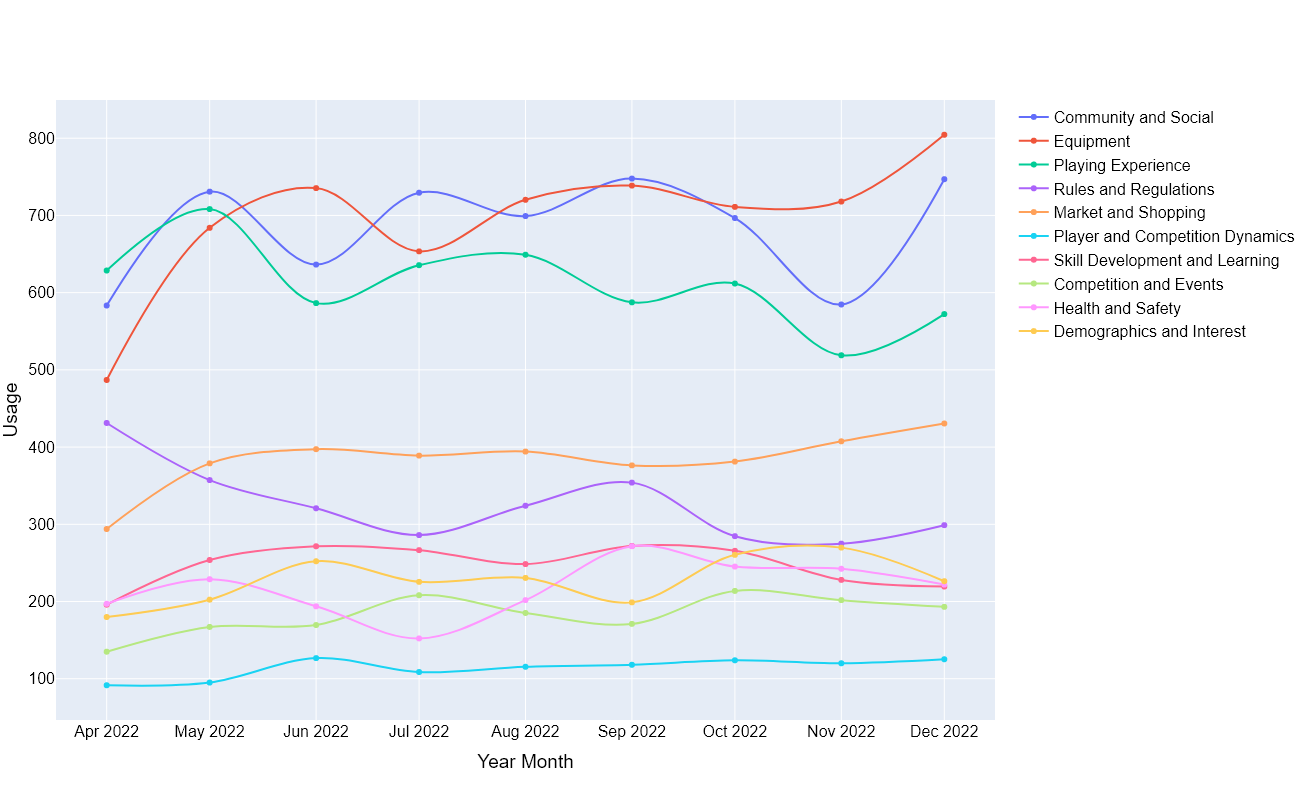 800
700
600
500
400
300
200
100
Usage
Apr 2022 May 2022 Jun 2022 Jul 2022 Aug 2022 Sep 2022 Oct 2022 Nov 2022 Dec 2022
Year Month
Community and Social
Equipment
Playing Experience
Rules and Regulations
Market and Shopping
Player and Competition Dynamics
Skill Development and Learning
Competition and Events
Health and Safety
Demographics and Interest